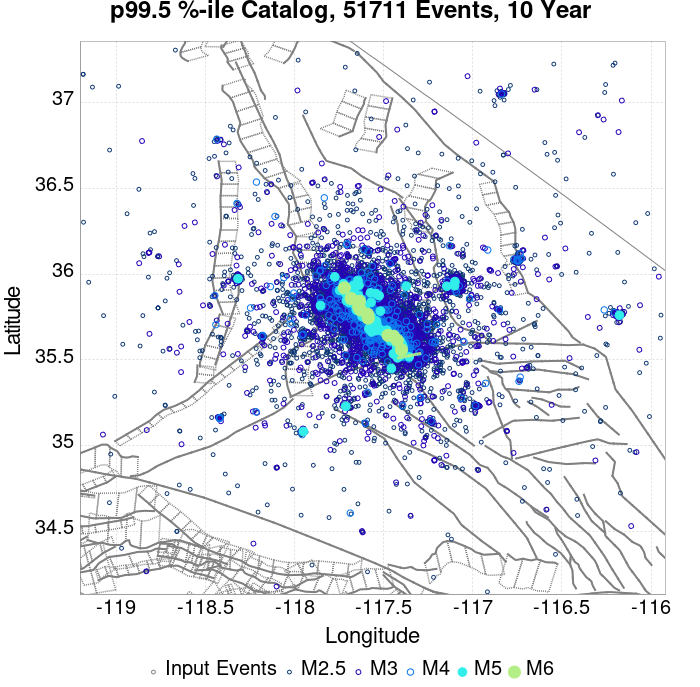 p99.5 %-ile Catalog, 51711 Events, 10 Year
37
36.5
36
35.5
35
34.5
Latitude
-119 -118.5 -118 -117.5 -117 -116.5 -116
Longitude
Input Events M2.5 M3 M4 M5 M6